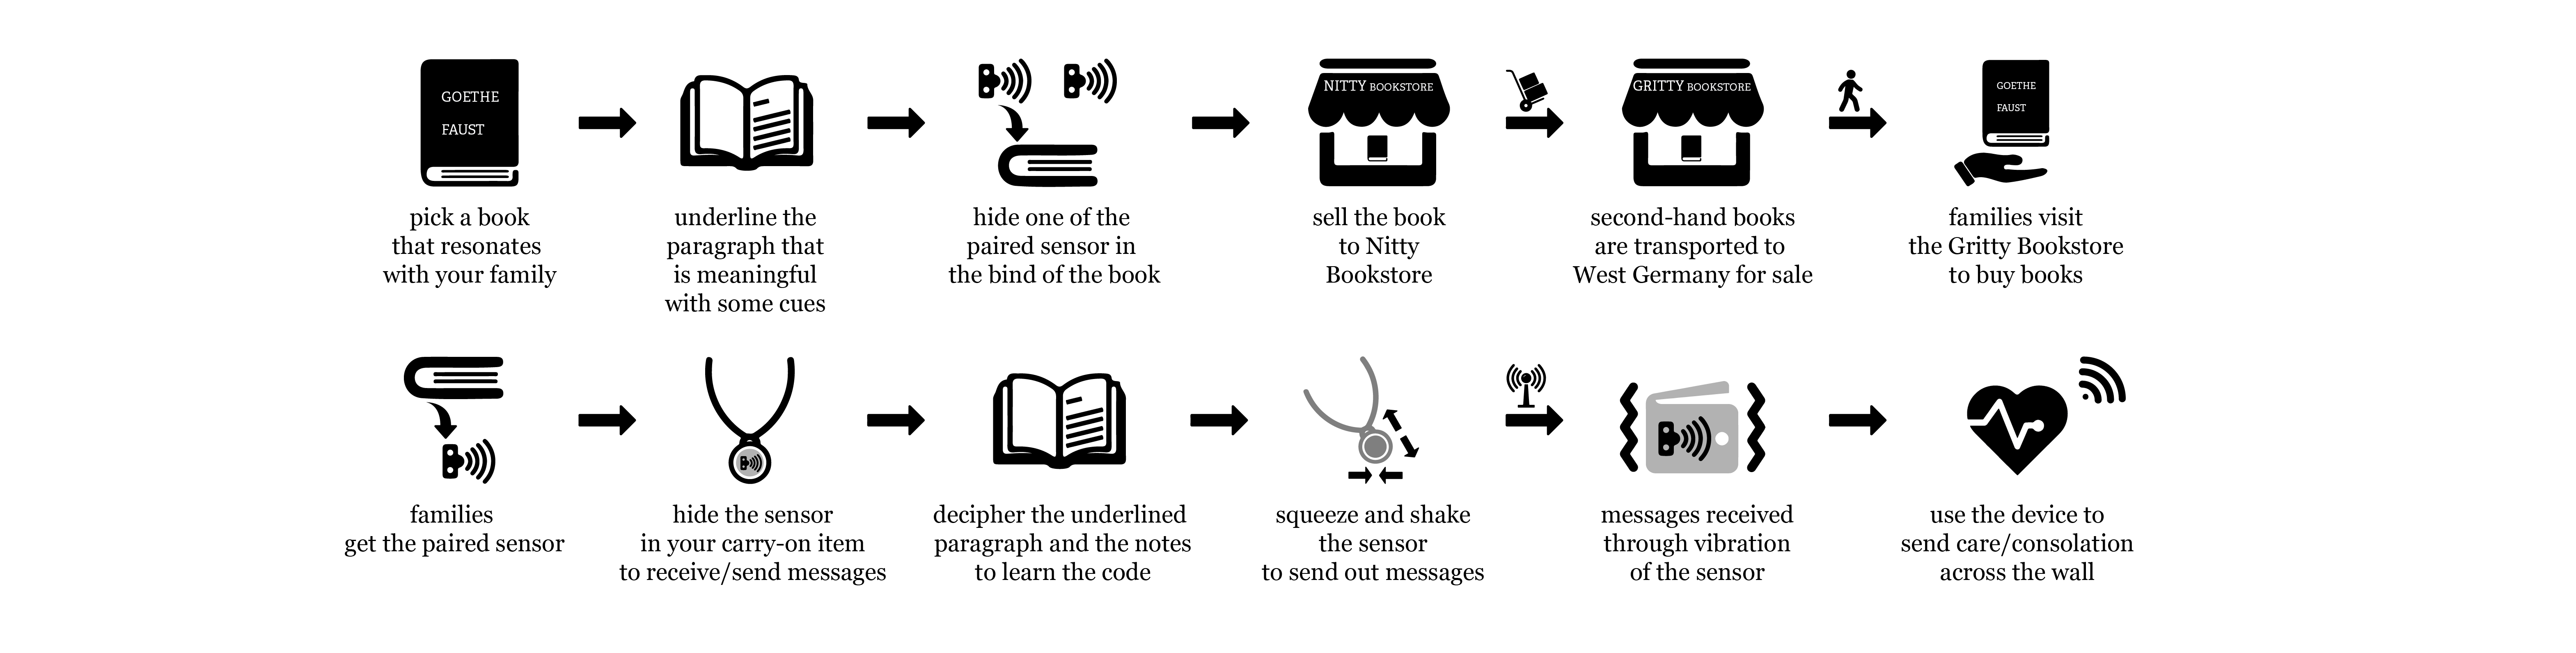 GOETHE
FAUST
pick a book
that resonates
with your family
underline the
paragraph that
is meaningful
with some cues
hide one of the
paired sensor in
the bind of the book
NITTY BOOKSTORE
sell the book
to Nitty
Bookstore
GRITTY BOOKSTORE
second-hand books
are transported to
West Germany for sale
GOETHE
FAUST
families visit
the Gritty Bookstore
to buy books
families
get the paired sensor
hide the sensor
in your carry-on item
to receive/send messages
decipher the underlined
paragraph and the notes
to learn the code
squeeze and shake
the sensor
to send out messages
messages received
through vibration
of the sensor
use the device to
send care/consolation
across the wall